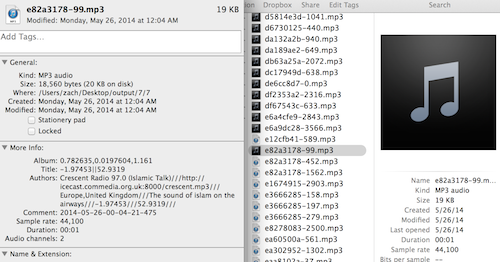 e82a3178-99.mp3 19 KB
Modified: Monday, May 26, 2014 at 12:04 AM
Add Tags...
General:
Kind: MP3 audio
Size: 18,560 bytes (20 KB on disk)
Where: /Users/zach/Desktop/output/7/7
Created: Monday, May 26, 2014 at 12:04 AM
Modified: Monday, May 26, 2014 at 12:04 AM
Stationery pad
Locked
More Info:
Album: 0.782635,0.0197604,1.161
Title: -1.97453||52.9319
Authors: Crescent Radio 97.0 (Islamic Talk)///http://
icecast.commedia.org.uk:8000/crescent.mp3///
Europe,United Kingdom///The sound of islam on
the airways///-1.97453///52.9319///
Comment: 2014-05-26-00-04-21-475
Sample rate: 44,100
Duration: 00:01
Audio channels: 2
Name & Extension:
ion Dropbox Share Edit Tags Search
d5814e3d-1041.mp3
d6730125-440.mp3
da132a2b-940.mp3
da189ae2-649.mp3
db63a25a-2072.mp3
dc17949d-638.mp3
de6cc8d7-0.mp3
df2353a2-2316.mp3
df67543c-633.mp3
e6a4cfe9-2843.mp3
e6a9dc28-3566.mp3
e12cfb41-589.mp3
e82a3178-99.mp3
e82a3178-452.mp3
e82a3178-1562.mp3
e1674915-2903.mp3
e3666285-158.mp3
e3666285-197.mp3
e3666285-279.mp3
e8278083-2500.mp3
ea60500a-561.mp3
ea302952-1302.mp3
eaa8102a-37.mp3
Name e82a3178-99.m...
Kind MP3 audio
Size 19 KB
Created 5/26/14
Modified 5/26/14
Last opened 5/26/14
Duration 00:01
Sample rate 44,100
Bits per sample --